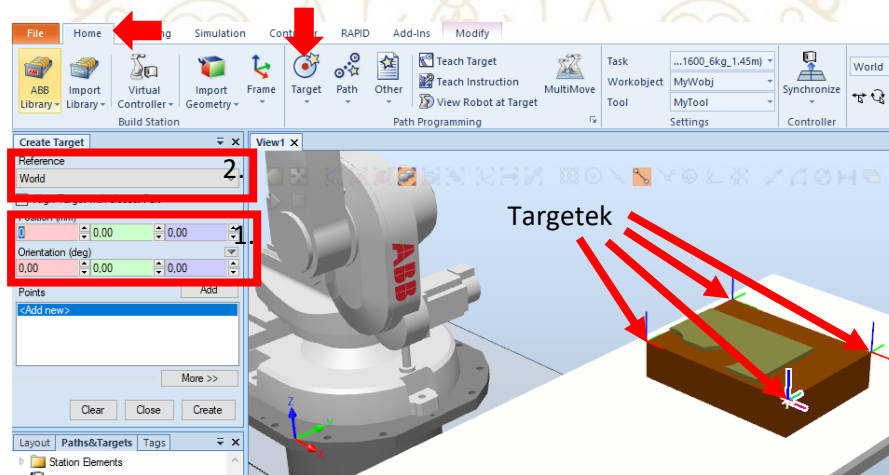 File Home ng Simulation Con r RAPID Add-Ins Modify
ABB Library
Import Library
Virtual Controller
Import Geometry
Frame
Target
Path
Other
Teach Target
Teach Instruction
View Robot at Target
MultiMove
Task ...1600_6kg_1.45m)
Workobject MyWobj
Tool MyTool
Synchronize
World
Build Station Path Programming Settings Controller
Create Target
View1
Reference
World
2.
Position (mm)
0 0,00 0,00
1.
Orientation (deg)
0,00 0,00 0,00
Points Add
<Add new>
More >>
Clear Close Create
Layout Paths&Targets Tags
Station Elements
Targetek
ABB
Z
Y
X